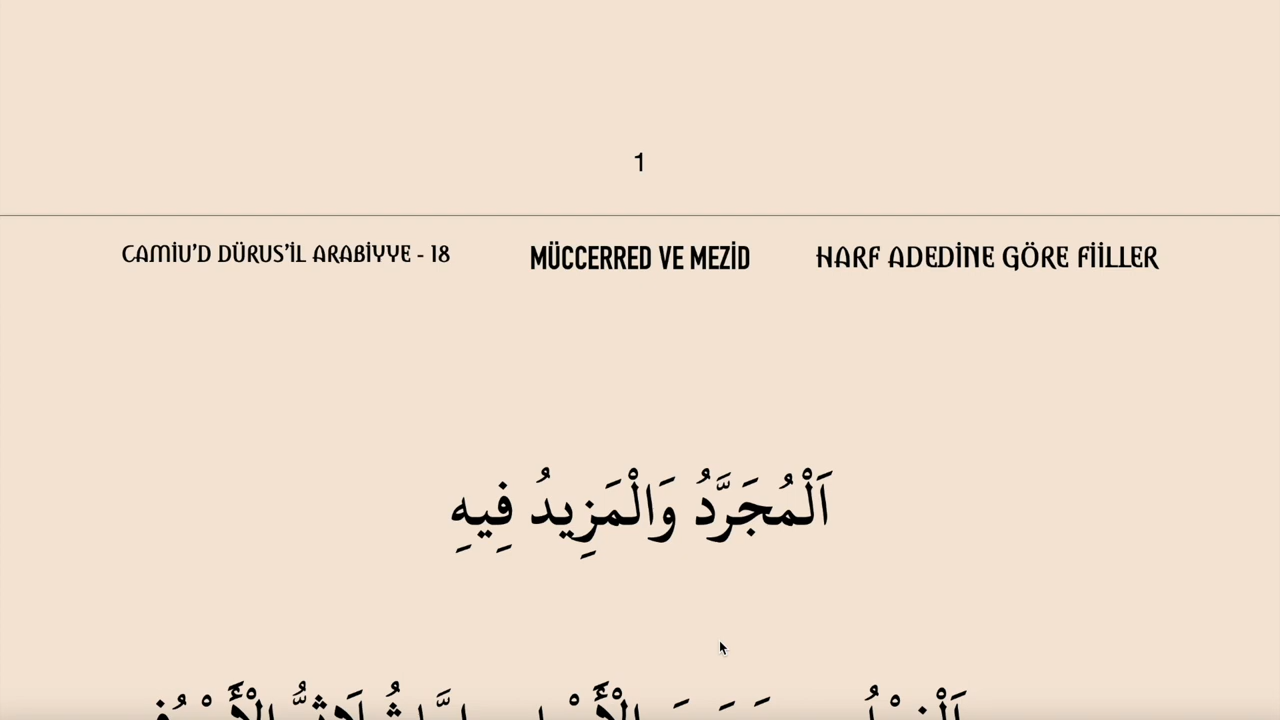 1
CAMİU'D DÜRUS'İL ARABİYYE - 18 MÜCCERRED VE MEZİD HARF ADEDİNE GÖRE FİİLLER
اَلْمُجَرَّدُ وَالْمَزِيدُ فِيهِ